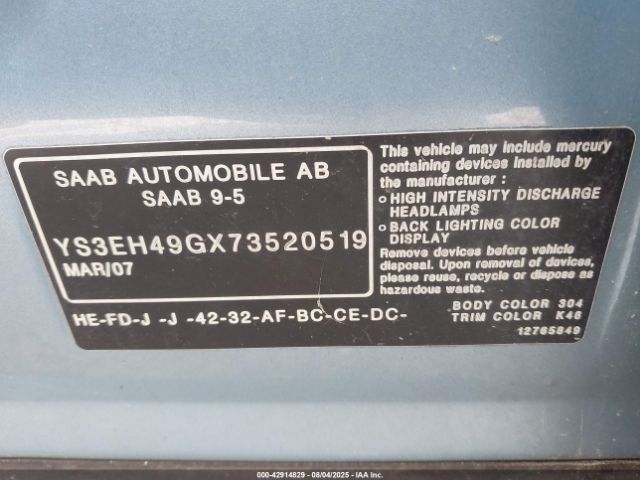 SAAB AUTOMOBILE AB
SAAB 9-5
YS3EH49GX73520519
MAR/07
HE-FD-J -J -42-32-AF-BC-CE-DC-
This vehicle may include mercury
containing devices installed by
the manufacturer :
HIGH INTENSITY DISCHARGE
HEADLAMPS
BACK LIGHTING COLOR
DISPLAY
Remove devices before vehicle
disposal. Upon removal of devices,
please reuse, recycle or dispose as
hazardous waste.
BODY COLOR 304
TRIM COLOR K46
12765849
000-42914829 - 08/04/2025 - IAA Inc.